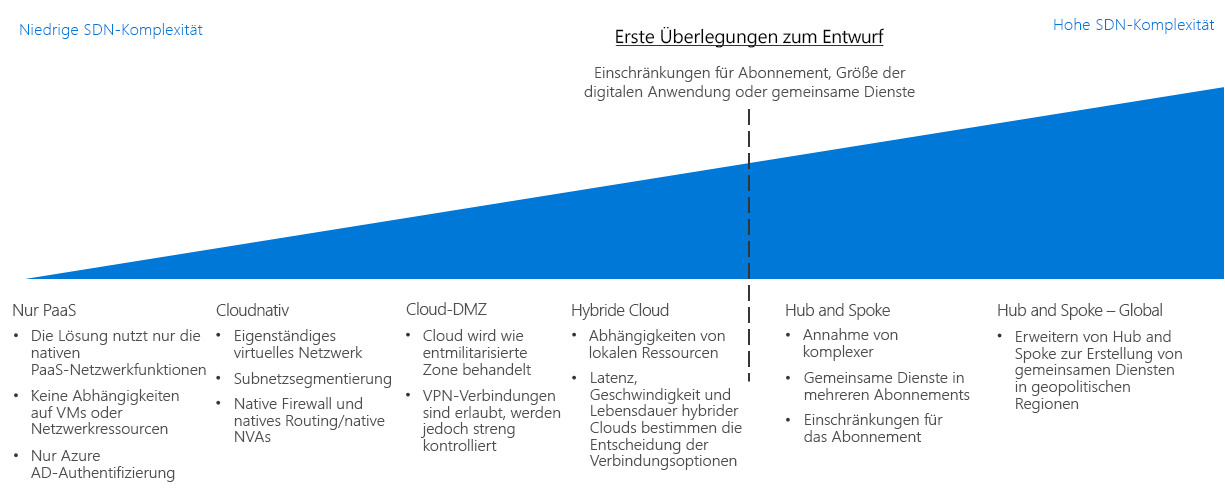 Niedrige SDN-Komplexität
Hohe SDN-Komplexität
Erste Überlegungen zum Entwurf
Einschränkungen für Abonnement, Größe der
digitalen Anwendung oder gemeinsame Dienste
Nur PaaS
• Die Lösung nutzt nur die
nativen
PaaS-Netzwerkfunktionen
• Keine Abhängigkeiten
auf VMs oder
Netzwerkressourcen
• Nur Azure
AD-Authentifizierung
Cloudnativ
• Eigenständiges
virtuelles Netzwerk
• Subnetzsegmentierung
• Native Firewall und
natives Routing/native
NVAs
Cloud-DMZ
• Cloud wird wie
entmilitarisierte
Zone behandelt
• VPN-Verbindungen
sind erlaubt, werden
jedoch streng
kontrolliert
Hybride Cloud
• Abhängigkeiten von
lokalen Ressourcen
• Latenz,
Geschwindigkeit und
Lebensdauer hybrider
Clouds bestimmen die
Entscheidung der
Verbindungsoptionen
Hub and Spoke
• Annahme von
komplexer
• Gemeinsame Dienste in
mehreren Abonnements
• Einschränkungen für
das Abonnement
Hub and Spoke – Global
• Erweitern von Hub and
Spoke zur Erstellung von
gemeinsamen Diensten
in geopolitischen
Regionen